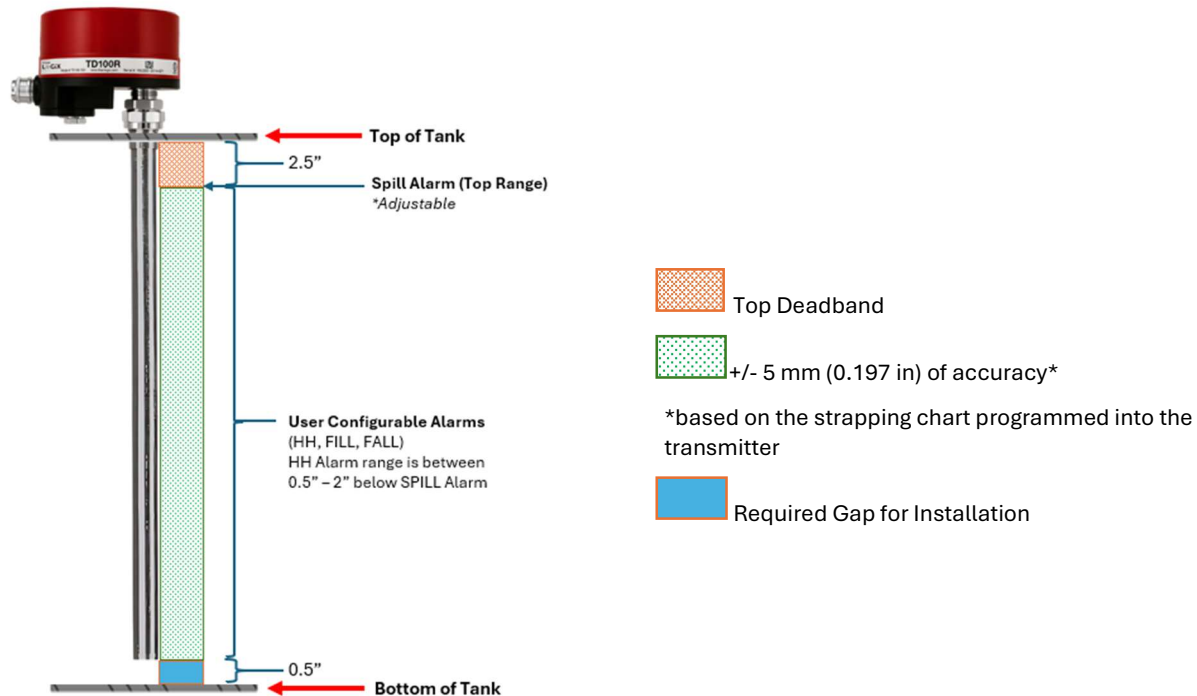 TD100R
Top of Tank
2.5”
Spill Alarm (Top Range)
*Adjustable
User Configurable Alarms
(HH, FILL, FALL)
HH Alarm range is between
0.5” – 2” below SPILL Alarm
0.5”
Bottom of Tank
Top Deadband
+/- 5 mm (0.197 in) of accuracy*
*based on the strapping chart programmed into the
transmitter
Required Gap for Installation